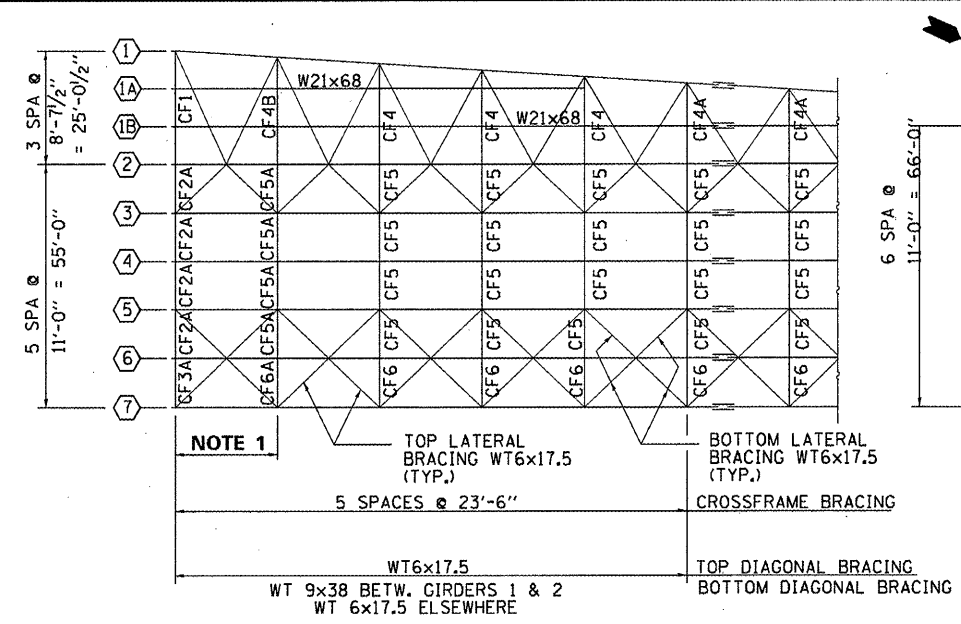 1
1A
1B
2
3
4
5
6
7
3 SPA @
8'-7½"
= 25'-0½"
5 SPA @
11'-0" = 55'-0"
6 SPA @
11'-0" = 66'-0"
W21x68
W21x68
CF1
CF4B
CF4
CF4
CF4
CF4A
CF4A
CF2A
CF5A
CF5
CF5
CF5
CF5
CF5
CF2A
CF5A
CF5
CF5
CF5
CF5
CF5
CF2A
CF5A
CF5
CF5
CF5
CF5
CF5
CF2A
CF5A
CF5
CF5
CF5
CF5
CF5
CF3A
CF6A
CF6
CF6
CF6
CF6
CF6
NOTE 1
TOP LATERAL
BRACING WT6x17.5
(TYP.)
BOTTOM LATERAL
BRACING WT6x17.5
(TYP.)
5 SPACES @ 23'-6"
CROSSFRAME BRACING
WT6x17.5
TOP DIAGONAL BRACING
WT 9x38 BETW. GIRDERS 1 & 2
BOTTOM DIAGONAL BRACING
WT 6x17.5 ELSEWHERE